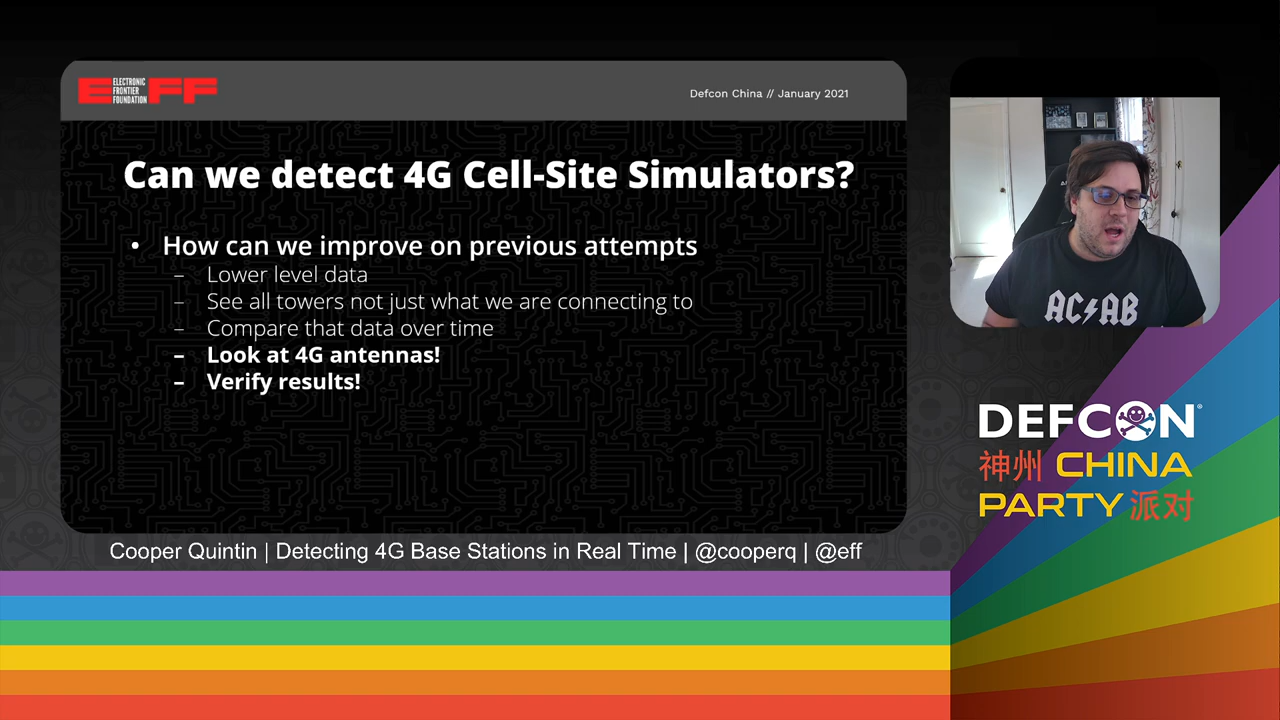 ELECTRONIC
FRONTIER
FOUNDATION
EFF
Defcon China // January 2021
Can we detect 4G Cell-Site Simulators?
• How can we improve on previous attempts
– Lower level data
– See all towers not just what we are connecting to
– Compare that data over time
– Look at 4G antennas!
– Verify results!
AC⚡AB
DEFCON®
神州 CHINA
PARTY 派对
Cooper Quintin | Detecting 4G Base Stations in Real Time | @cooperq | @eff